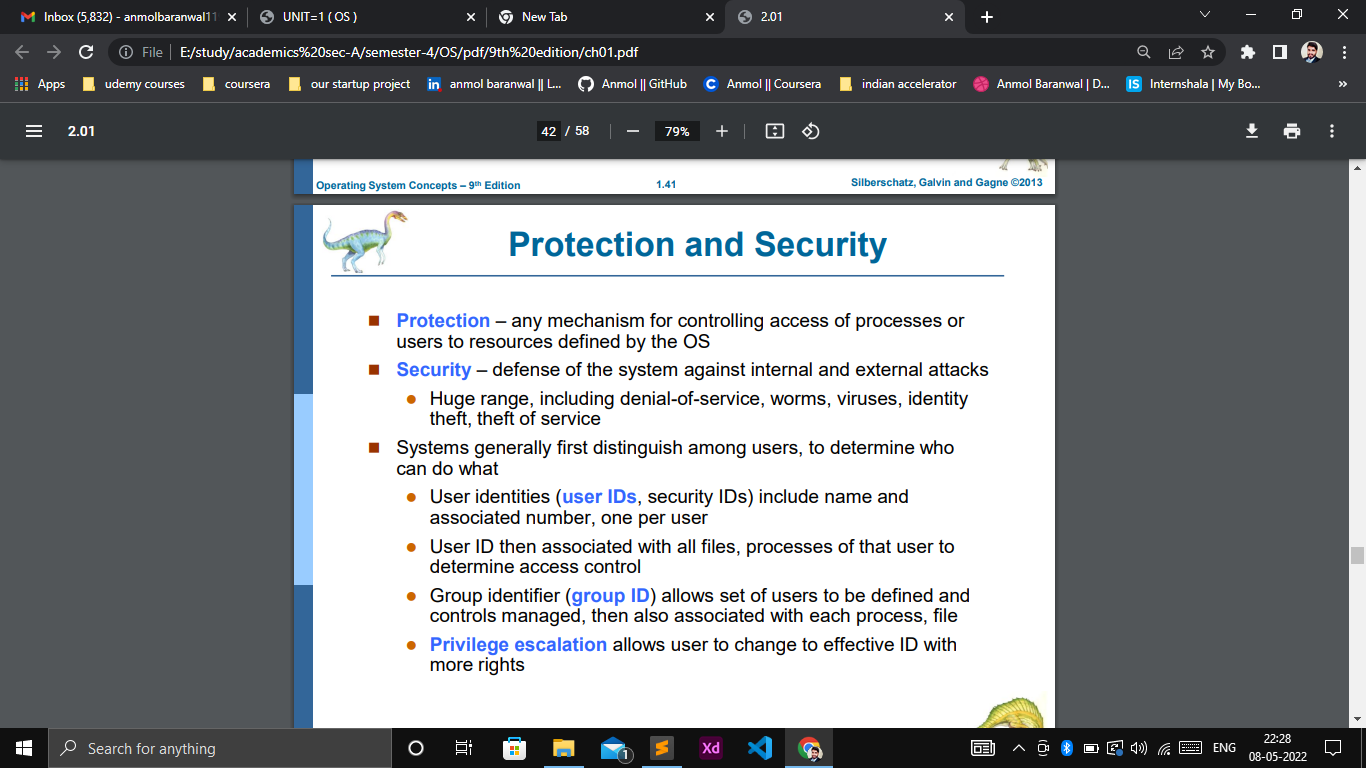 Inbox (5,832) - anmolbaranwal11
UNIT=1 ( OS )
New Tab
2.01
File
E:/study/academics%20sec-A/semester-4/OS/pdf/9th%20edition/ch01.pdf
Apps
udemy courses
coursera
our startup project
in
anmol baranwal || L...
Anmol || GitHub
C
Anmol || Coursera
indian accelerator
Anmol Baranwal | D...
IS
Internshala | My Bo...
»
2.01
42 / 58
79%
Operating System Concepts – 9th Edition
1.41
Silberschatz, Galvin and Gagne ©2013
Protection and Security
Protection – any mechanism for controlling access of processes or
users to resources defined by the OS
Security – defense of the system against internal and external attacks
Huge range, including denial-of-service, worms, viruses, identity
theft, theft of service
Systems generally first distinguish among users, to determine who
can do what
User identities (user IDs, security IDs) include name and
associated number, one per user
User ID then associated with all files, processes of that user to
determine access control
Group identifier (group ID) allows set of users to be defined and
controls managed, then also associated with each process, file
Privilege escalation allows user to change to effective ID with
more rights
Search for anything
1
Xd
ENG
22:28
08-05-2022